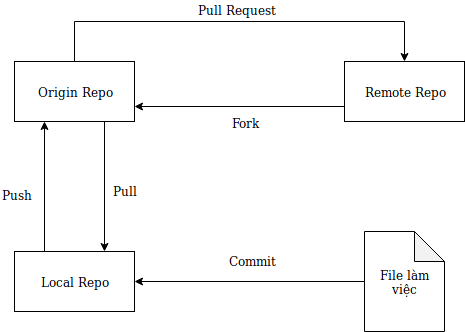 Pull Request
Origin Repo
Remote Repo
Fork
Push
Pull
Commit
Local Repo
File làm
việc